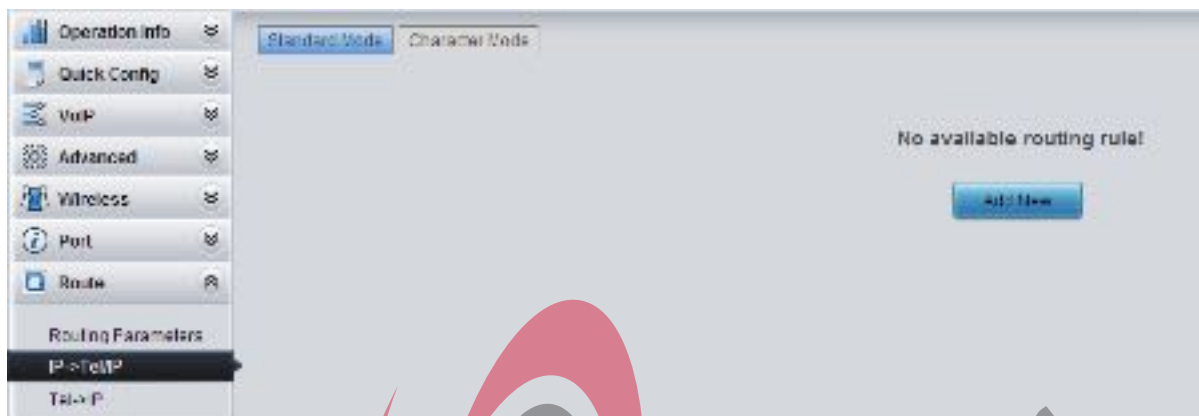 Operation Info
Quick Config
VoIP
Advanced
Wireless
Port
Route
Routing Parameters
IP->Tel/IP
Tel->IP
Standard Mode
Character Mode
No available routing rule!
Add New